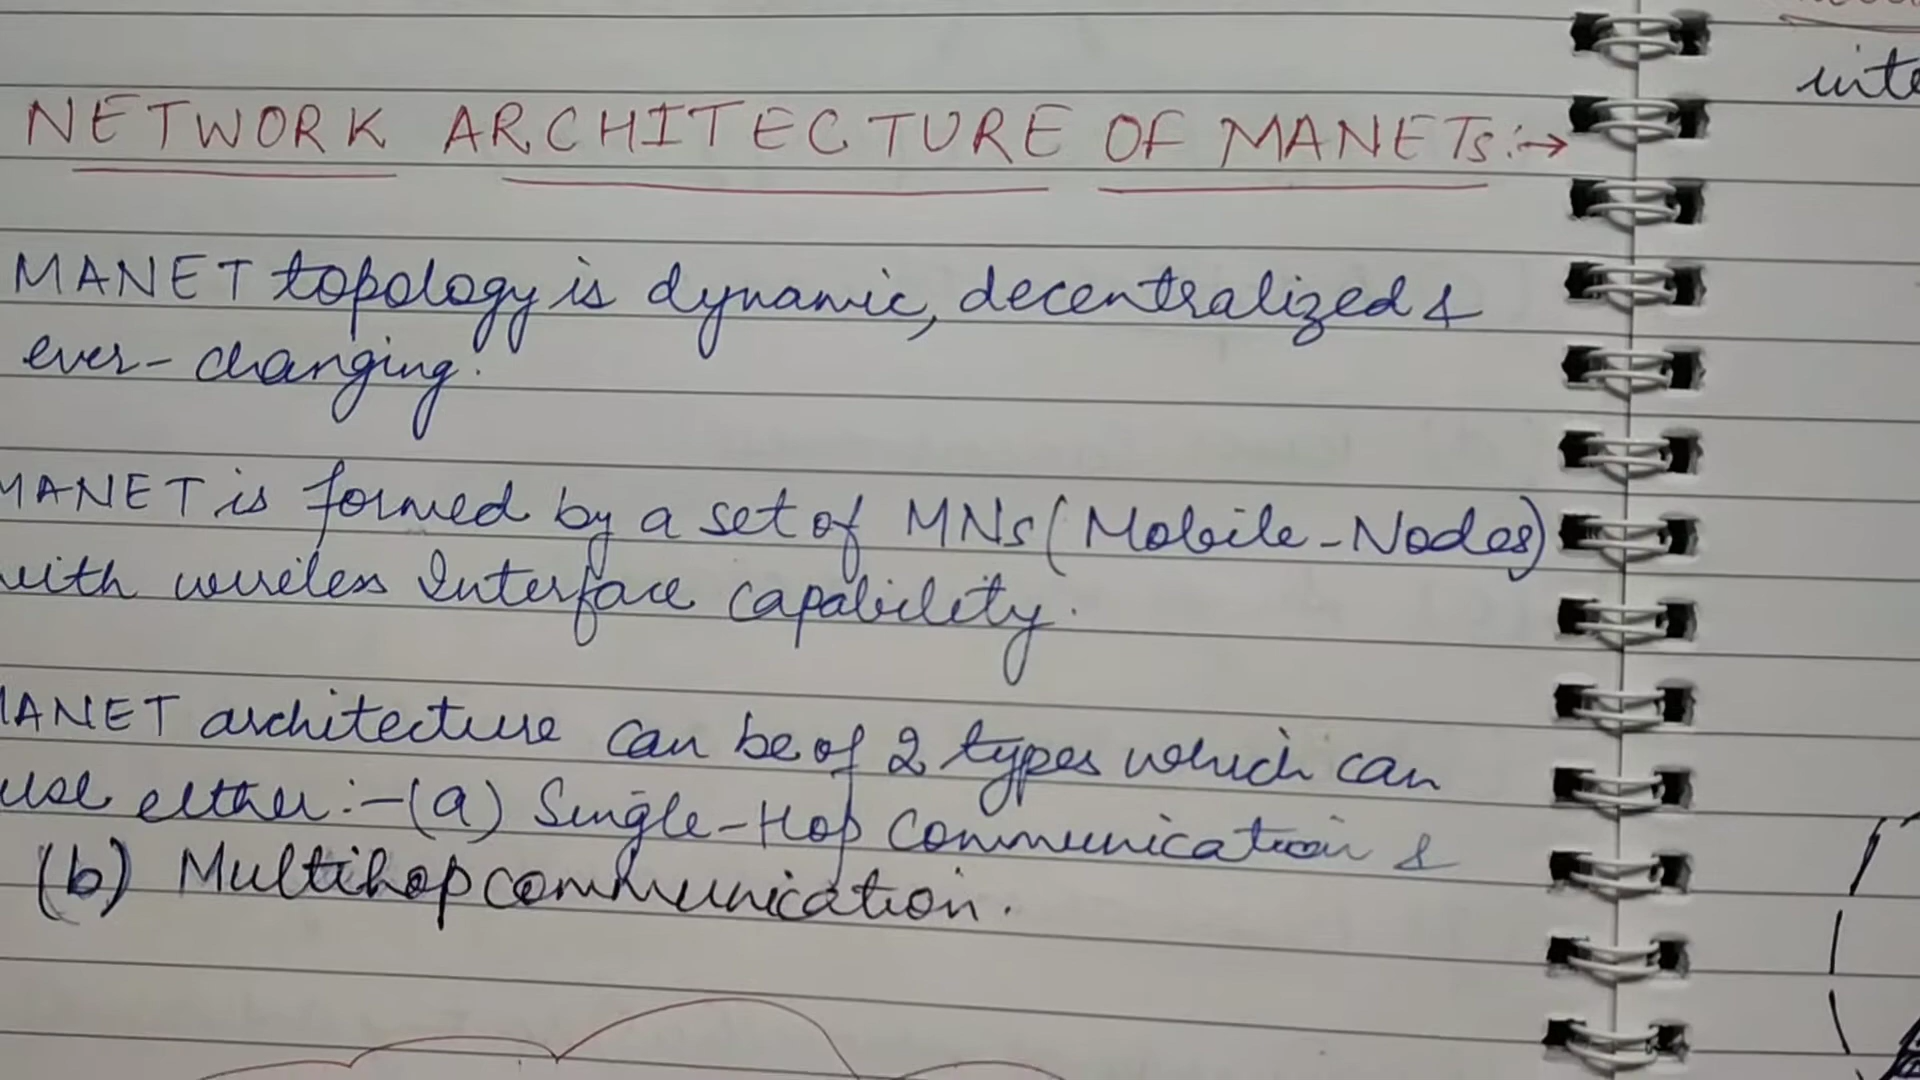 NETWORK ARCHITECTURE OF MANETs:→
MANET topology is dynamic, decentralized &
ever-changing.
MANET is formed by a set of MNs (Mobile-Nodes)
with wireless Interface capability.
MANET architecture can be of 2 types which can
use either:-(a) Single-Hop Communication &
(b) Multihop communication.
inte